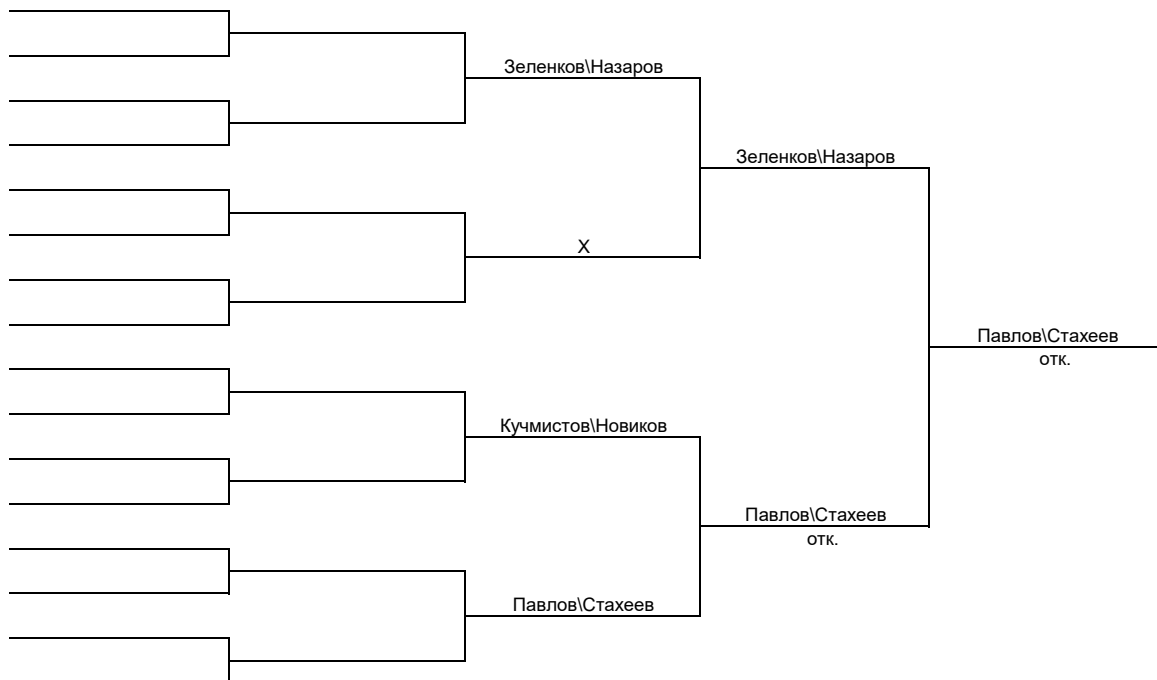 Зеленков\Назаров
Зеленков\Назаров
Х
Павлов\Стахеев
отк.
Кучмистов\Новиков
Павлов\Стахеев
отк.
Павлов\Стахеев